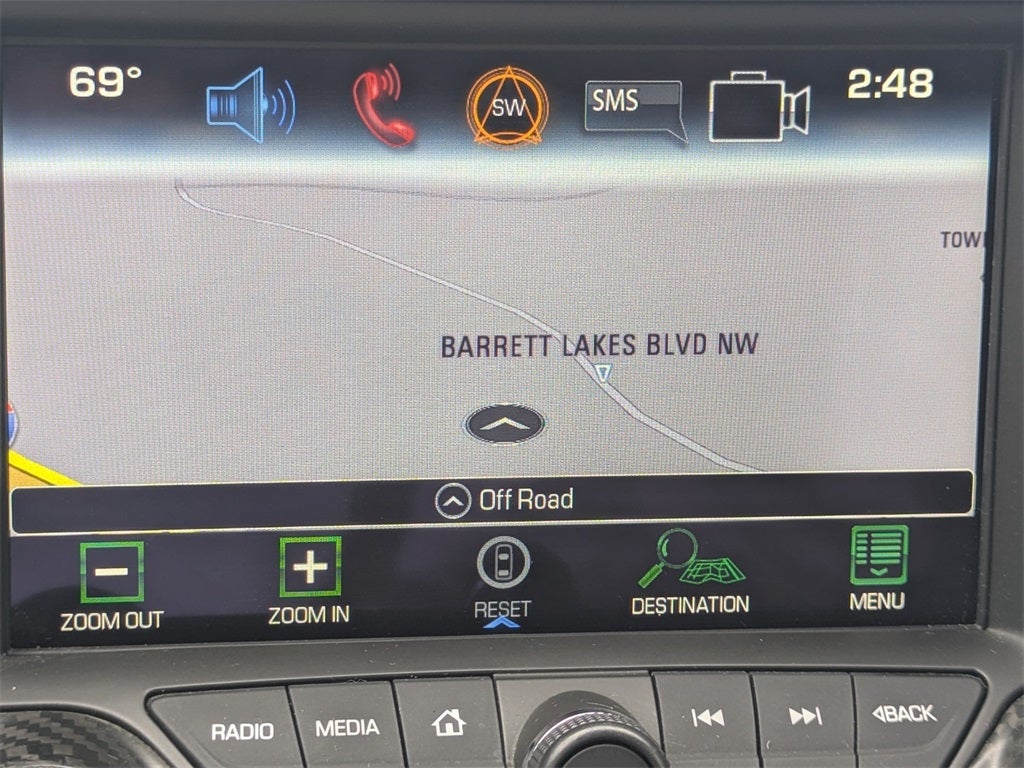 69°
SW
SMS
2:48
TOW
BARRETT LAKES BLVD NW
Off Road
ZOOM OUT
ZOOM IN
RESET
DESTINATION
MENU
RADIO
MEDIA
BACK